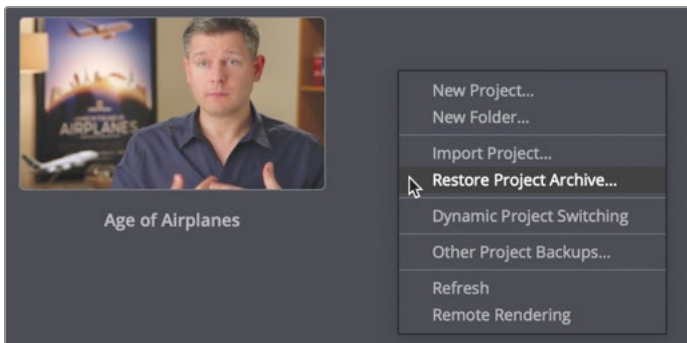 AIRPLANES
Age of Airplanes
New Project...
New Folder...
Import Project...
Restore Project Archive...
Dynamic Project Switching
Other Project Backups...
Refresh
Remote Rendering